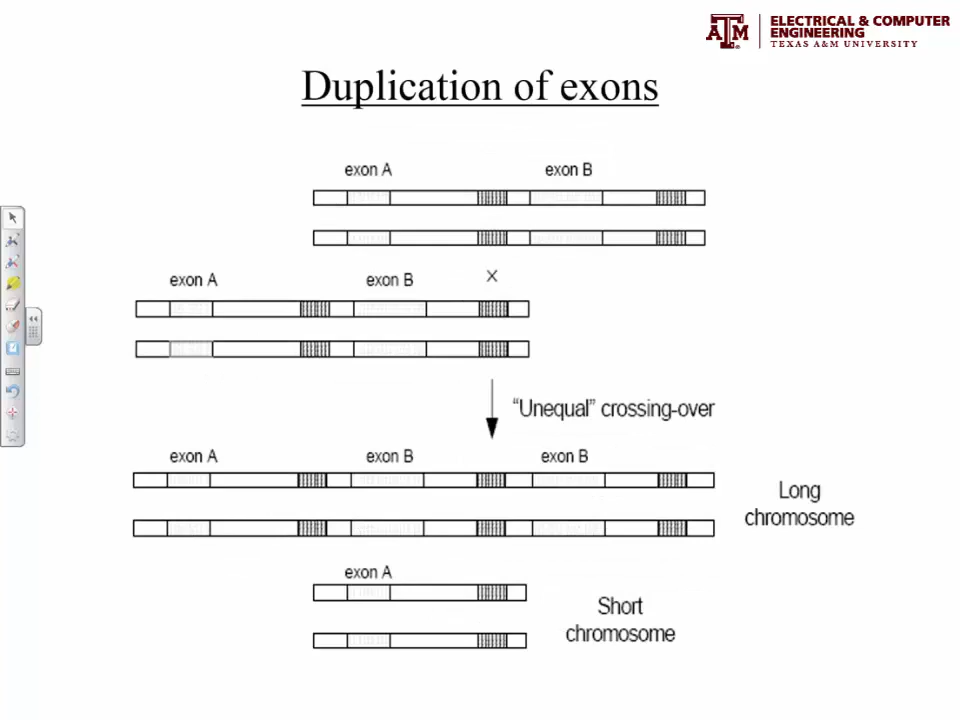 ELECTRICAL & COMPUTER
ENGINEERING
TEXAS A&M UNIVERSITY
Duplication of exons
exon A exon B
exon A exon B x
"Unequal" crossing-over
exon A exon B exon B
Long
chromosome
exon A
Short
chromosome